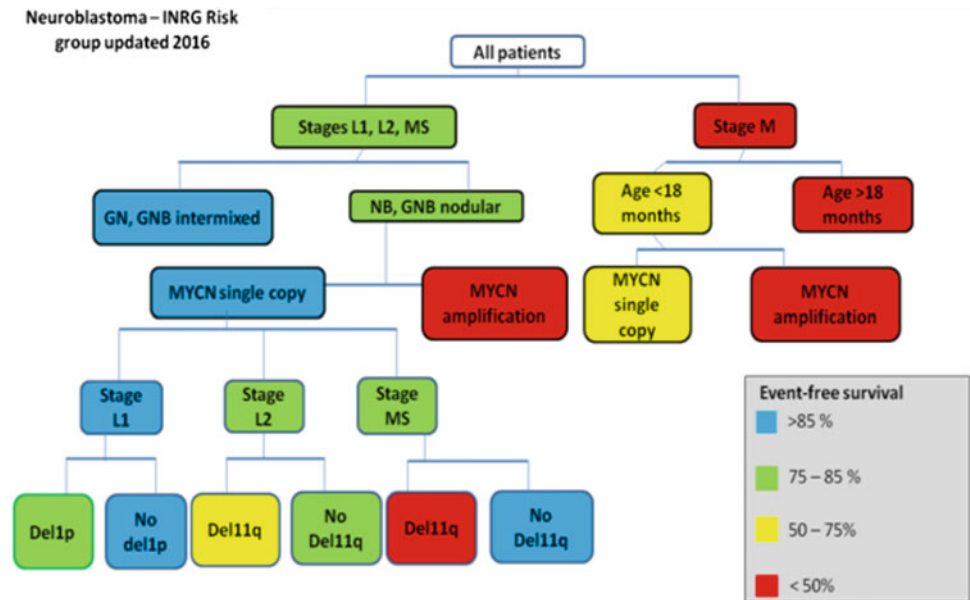 Neuroblastoma – INRG Risk
group updated 2016
All patients
Stages L1, L2, MS
Stage M
GN, GNB intermixed
NB, GNB nodular
Age <18
months
Age >18
months
MYCN single copy
MYCN
amplification
MYCN
single
copy
MYCN
amplification
Stage
L1
Stage
L2
Stage
MS
Del1p
No
del1p
Del11q
No
Del11q
Del11q
No
Del11q
Event-free survival
>85 %
75 – 85 %
50 – 75%
< 50%